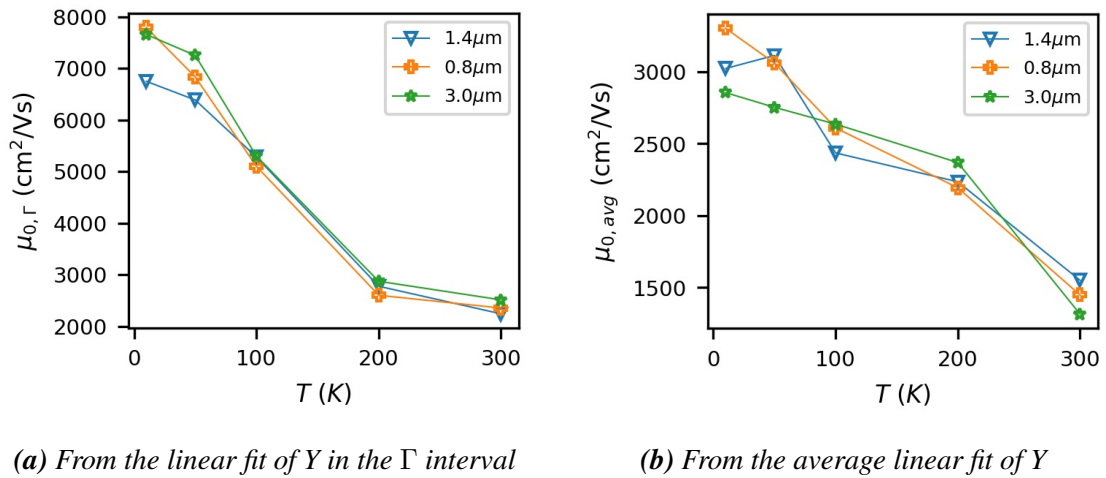 8000
7000
6000
5000
4000
3000
2000
μ0,Γ (cm²/Vs)
1.4μm
0.8μm
3.0μm
0 100 200 300
T (K)
3000
2500
2000
1500
μ0,avg (cm²/Vs)
1.4μm
0.8μm
3.0μm
0 100 200 300
T (K)
(a) From the linear fit of Y in the Γ interval
(b) From the average linear fit of Y